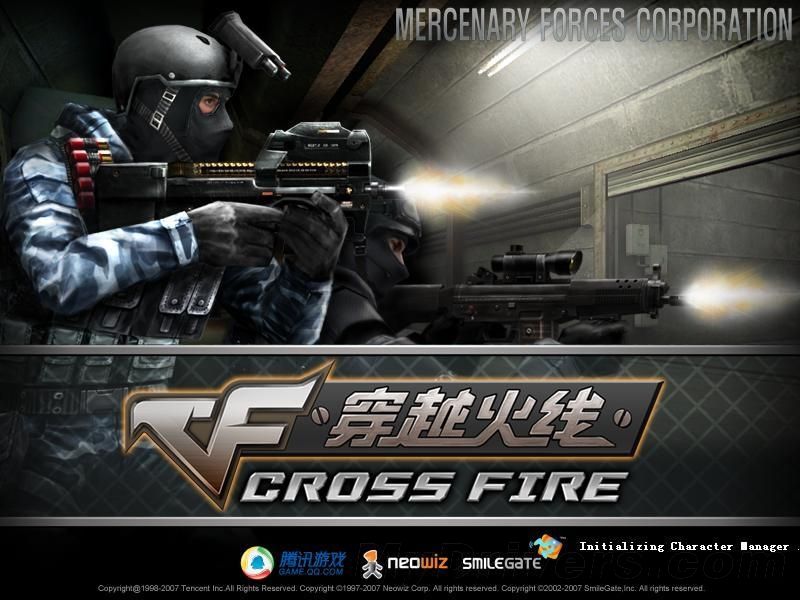 MERCENARY FORCES CORPORATION
CF 穿越火线
CROSS FIRE
腾讯游戏
GAME.QQ.COM
neowiz
SMILEGATE
Initializing Character Manager
Copyright@1998-2007 Tencent Inc.All Rights Reserved. Copyright ©1997-2007 Neowiz Corp. All rights reserved. Copyright ©2002-2007 SmileGate,Inc. All rights reserved.